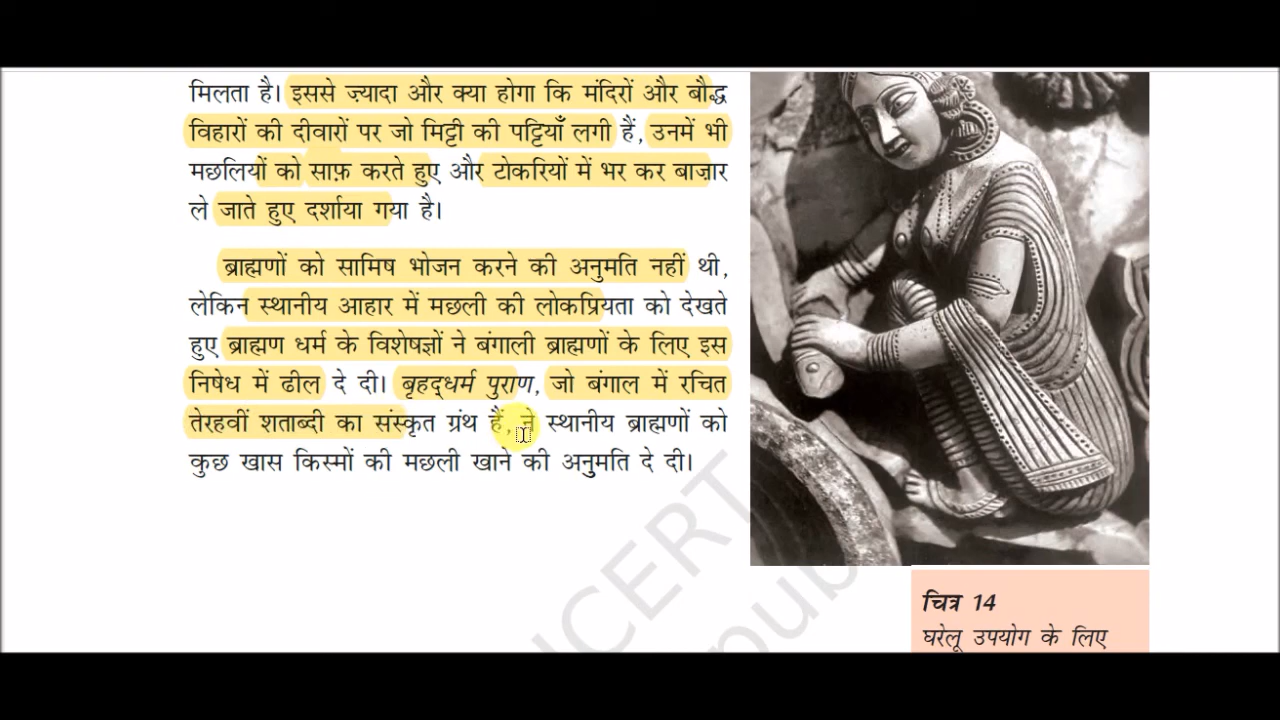 मिलता है। इससे ज़्यादा और क्या होगा कि मंदिरों और बौद्ध
विहारों की दीवारों पर जो मिट्टी की पट्टियाँ लगी हैं, उनमें भी
मछलियों को साफ़ करते हुए और टोकरियों में भर कर बाज़ार
ले जाते हुए दर्शाया गया है।
ब्राह्मणों को सामिष भोजन करने की अनुमति नहीं थी,
लेकिन स्थानीय आहार में मछली की लोकप्रियता को देखते
हुए ब्राह्मण धर्म के विशेषज्ञों ने बंगाली ब्राह्मणों के लिए इस
निषेध में ढील दे दी। बृहद्धर्म पुराण, जो बंगाल में रचित
तेरहवीं शताब्दी का संस्कृत ग्रंथ हैं, ने स्थानीय ब्राह्मणों को
कुछ खास किस्मों की मछली खाने की अनुमति दे दी।
चित्र 14
घरेलू उपयोग के लिए
NCERT
publ